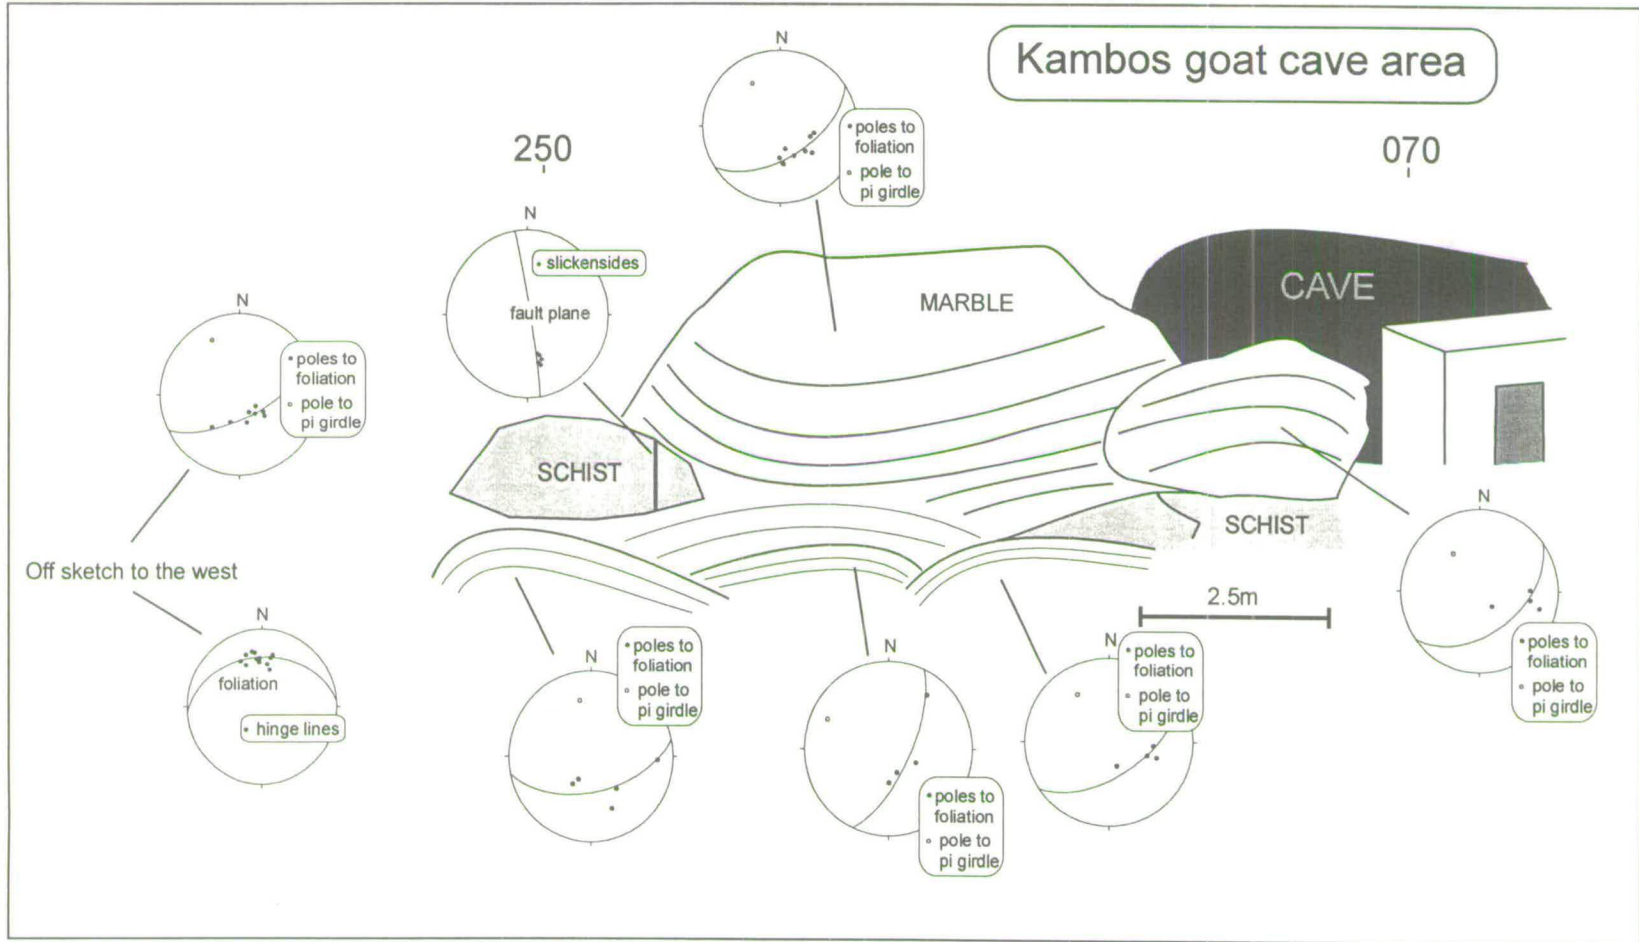 Kambos goat cave area
N
250
070
• poles to
foliation
◦ pole to
pi girdle
N
• slickensides
fault plane
MARBLE
CAVE
N
• poles to
foliation
◦ pole to
pi girdle
SCHIST
SCHIST
Off sketch to the west
2.5m
N
• poles to
foliation
◦ pole to
pi girdle
N
foliation
• hinge lines
N
• poles to
foliation
◦ pole to
pi girdle
N
• poles to
foliation
◦ pole to
pi girdle
N
• poles to
foliation
◦ pole to
pi girdle